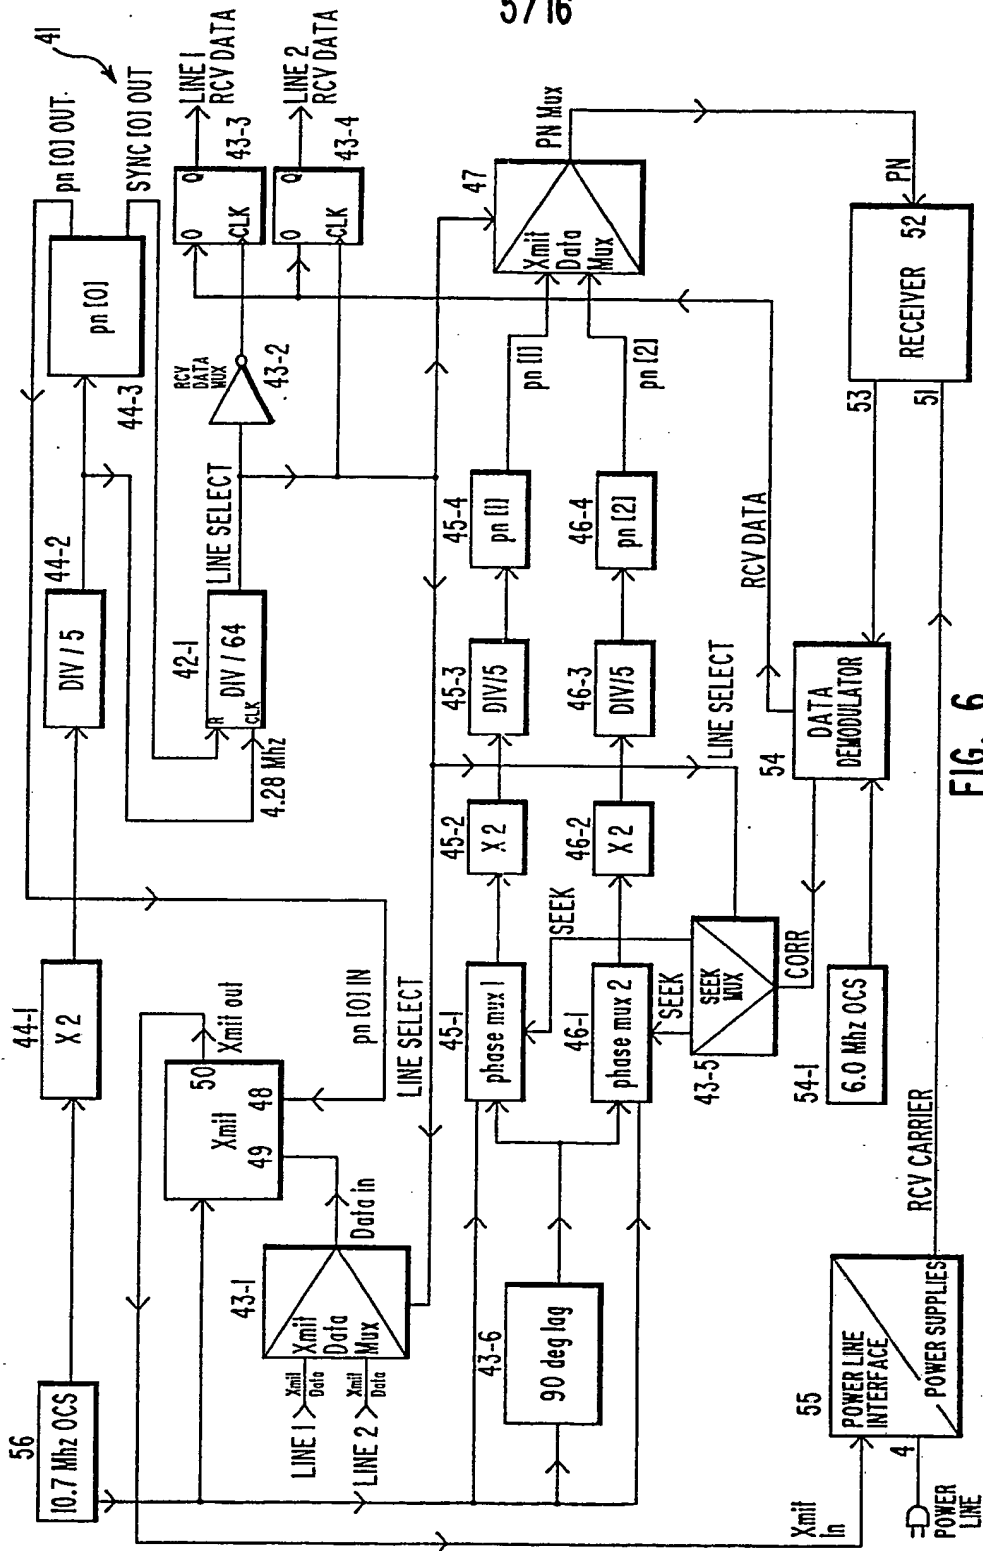 5/16
41
56
10.7 Mhz OCS
44-1
X 2
44-2
DIV / 5
44-3
pn [0]
pn [0] OUT
SYNC [0] OUT
LINE 1
RCV DATA
43-3
O
Q
CLK
LINE 2
RCV DATA
43-4
O
Q
CLK
RCV
DATA
MUX
43-2
LINE SELECT
42-1
DIV / 64
R
CLK
4.28 Mhz
Xmit out
50
Xmit
49
48
pn [0] IN
LINE SELECT
Data in
43-1
Xmit
Data
Mux
LINE 1
Xmit
Data
LINE 2
Xmit
Data
43-6
90 deg lag
45-1
phase mux 1
45-2
X 2
45-3
DIV/5
45-4
pn [1]
pn [1]
46-1
phase mux 2
46-2
X 2
46-3
DIV/5
46-4
pn [2]
pn [2]
47
Xmit
Data
Mux
PN Mux
SEEK
SEEK
SEEK
MUX
43-5
LINE SELECT
CORR
54-1
6.0 Mhz OCS
54
DATA
DEMODULATOR
RCV DATA
53
51
RECEIVER
52
PN
RCV CARRIER
55
POWER LINE
INTERFACE
POWER SUPPLIES
4
Xmit
In
POWER
LINE
FIG. 6